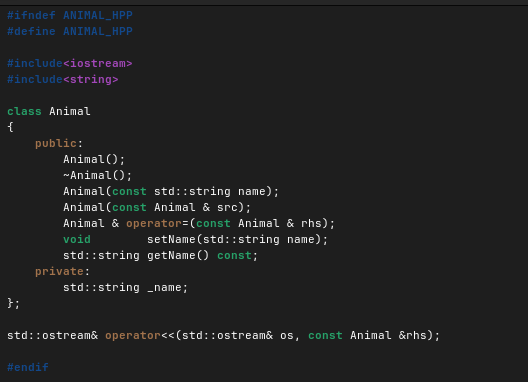 #ifndef ANIMAL_HPP
#define ANIMAL_HPP

#include<iostream>
#include<string>

class Animal
{
    public:
        Animal();
        ~Animal();
        Animal(const std::string name);
        Animal(const Animal & src);
        Animal & operator=(const Animal & rhs);
        void        setName(std::string name);
        std::string getName() const;
    private:
        std::string _name;
};

std::ostream& operator<<(std::ostream& os, const Animal &rhs);

#endif